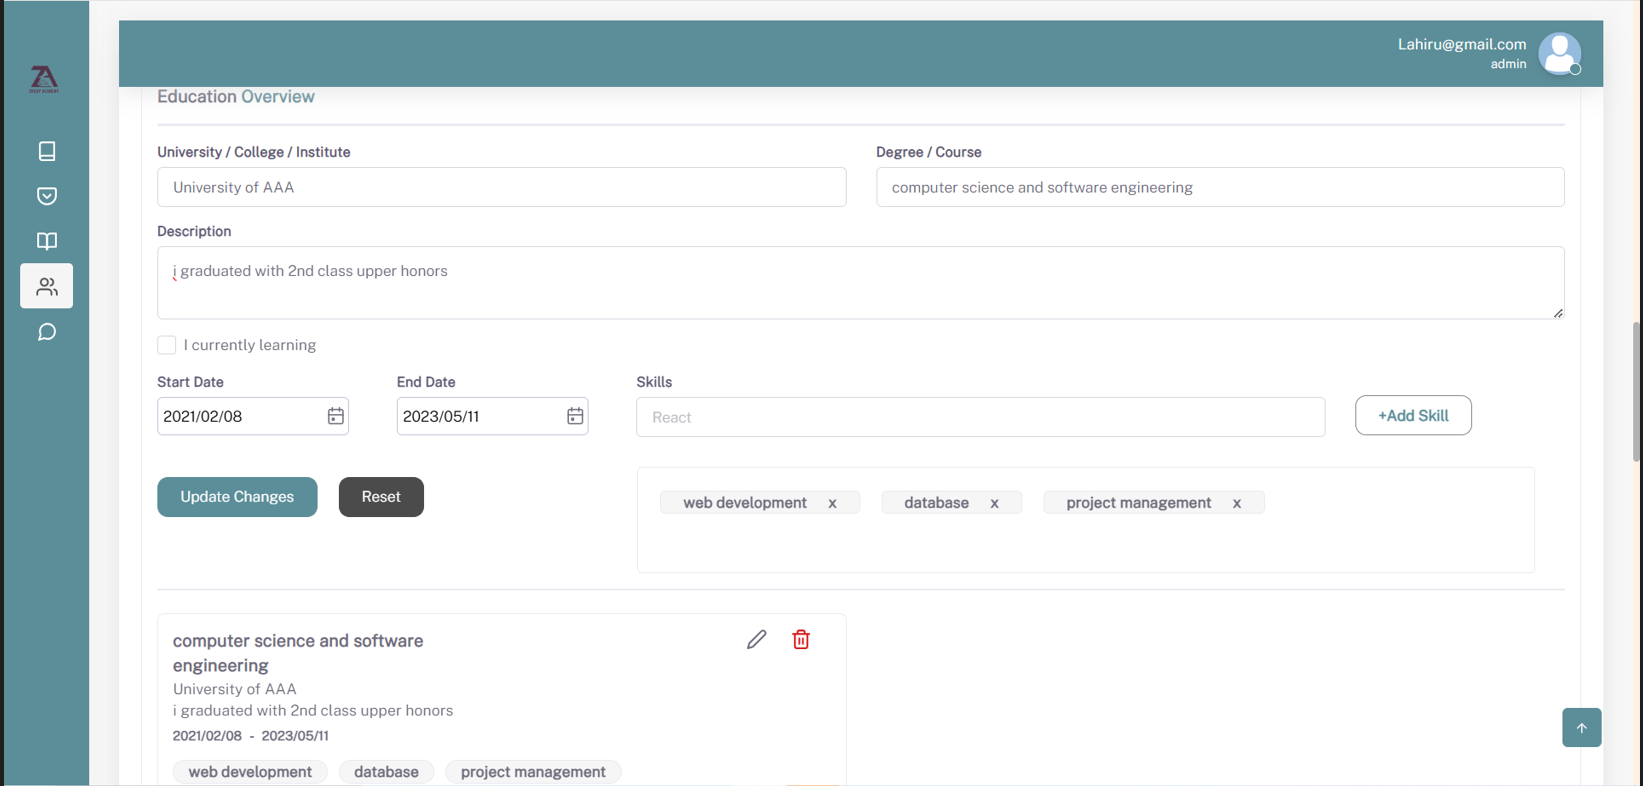 Lahiru@gmail.com
admin
Education Overview
University / College / Institute
Degree / Course
University of AAA
computer science and software engineering
Description
i graduated with 2nd class upper honors
I currently learning
Start Date
End Date
Skills
2021/02/08
2023/05/11
React
+Add Skill
Update Changes
Reset
web development x
database x
project management x
computer science and software
engineering
University of AAA
i graduated with 2nd class upper honors
2021/02/08 - 2023/05/11
web development
database
project management